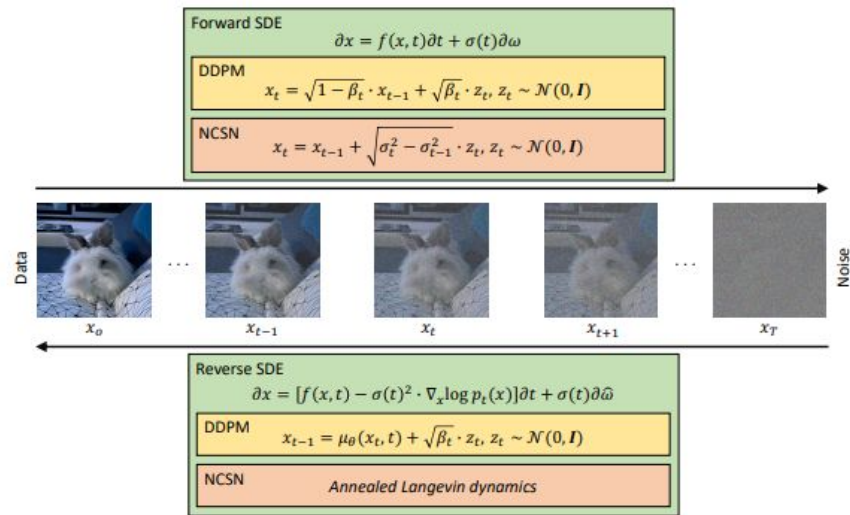 Forward SDE
∂x = f(x, t)∂t + σ(t)∂ω
DDPM
x_t = √(1 − β_t) · x_{t−1} + √β_t · z_t, z_t ~ 𝒩(0, I)
NCSN
x_t = x_{t−1} + √(σ_t² − σ_{t−1}²) · z_t, z_t ~ 𝒩(0, I)
Data
. . .
. . .
Noise
x_o
x_{t−1}
x_t
x_{t+1}
x_T
Reverse SDE
∂x = [f(x, t) − σ(t)² · ∇_x log p_t(x)]∂t + σ(t)∂ω̂
DDPM
x_{t−1} = μ_θ(x_t, t) + √β_t · z_t, z_t ~ 𝒩(0, I)
NCSN
Annealed Langevin dynamics